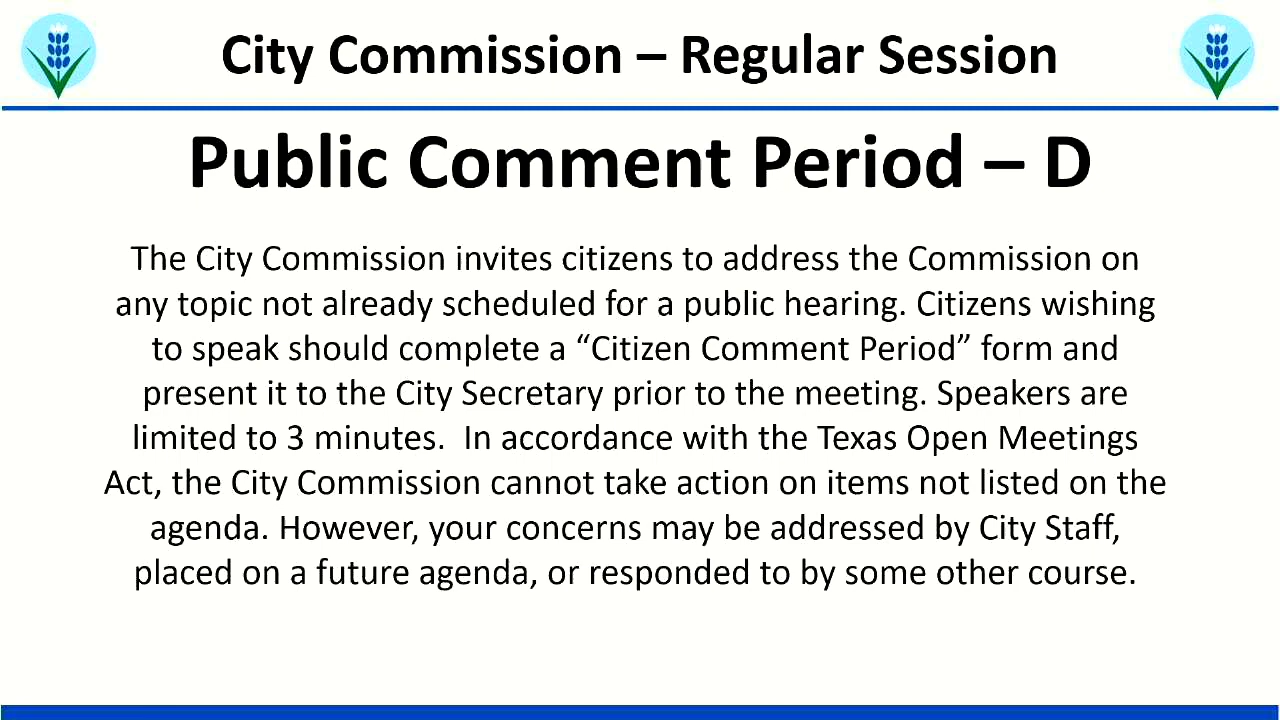 City Commission – Regular Session
Public Comment Period – D
The City Commission invites citizens to address the Commission on
any topic not already scheduled for a public hearing. Citizens wishing
to speak should complete a “Citizen Comment Period” form and
present it to the City Secretary prior to the meeting. Speakers are
limited to 3 minutes.  In accordance with the Texas Open Meetings
Act, the City Commission cannot take action on items not listed on the
agenda. However, your concerns may be addressed by City Staff,
placed on a future agenda, or responded to by some other course.